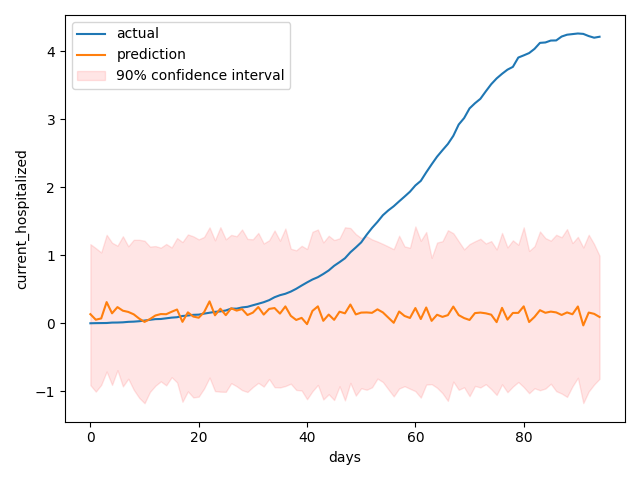 actual
prediction
90% confidence interval
4
3
2
1
0
−1
current_hospitalized
0
20
40
60
80
days